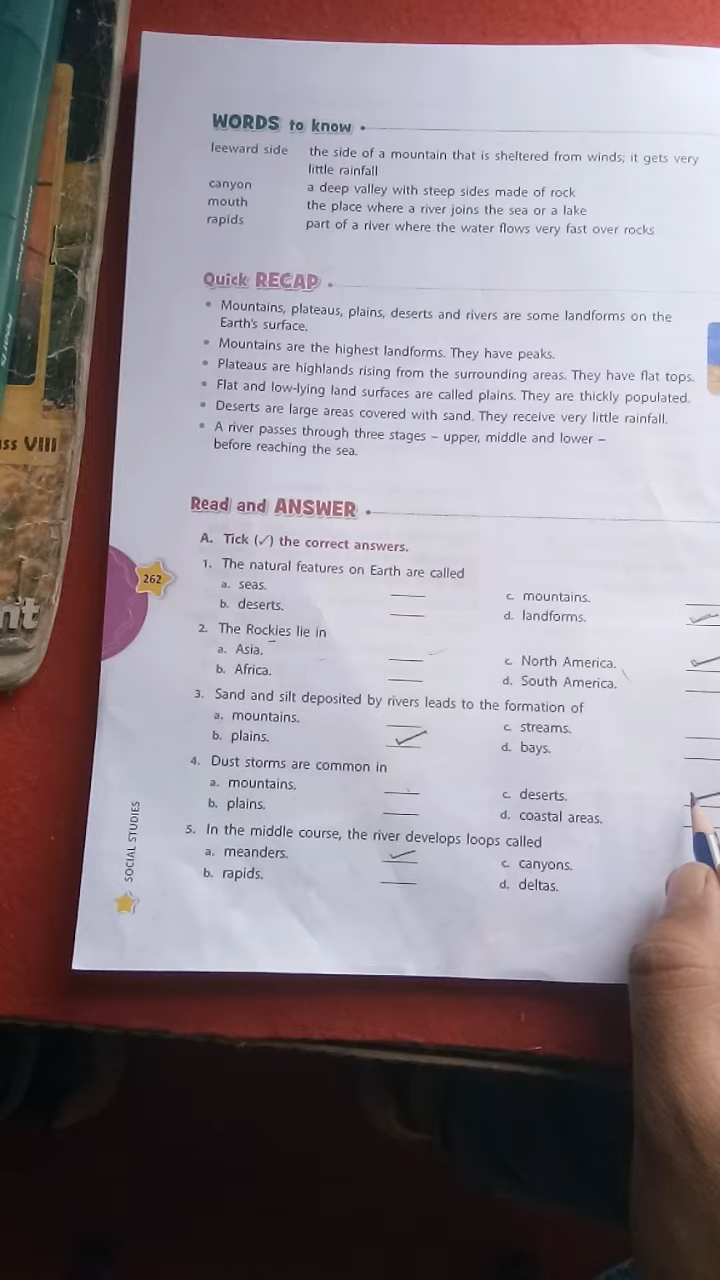 WORDS to know
leeward side the side of a mountain that is sheltered from winds; it gets very
little rainfall
canyon a deep valley with steep sides made of rock
mouth the place where a river joins the sea or a lake
rapids part of a river where the water flows very fast over rocks
Quick RECAP
• Mountains, plateaus, plains, deserts and rivers are some landforms on the
Earth's surface.
• Mountains are the highest landforms. They have peaks.
• Plateaus are highlands rising from the surrounding areas. They have flat tops.
• Flat and low-lying land surfaces are called plains. They are thickly populated.
• Deserts are large areas covered with sand. They receive very little rainfall.
• A river passes through three stages – upper, middle and lower –
before reaching the sea.
Read and ANSWER
A. Tick (✓) the correct answers.
1. The natural features on Earth are called
a. seas. c. mountains.
b. deserts. d. landforms. ✓
2. The Rockies lie in
a. Asia. c. North America. ✓
b. Africa. d. South America.
3. Sand and silt deposited by rivers leads to the formation of
a. mountains. c. streams.
b. plains. ✓ d. bays.
4. Dust storms are common in
a. mountains. c. deserts.
b. plains. d. coastal areas.
5. In the middle course, the river develops loops called
a. meanders. ✓ c. canyons.
b. rapids. d. deltas.
262
SOCIAL STUDIES
ss VIII
nt